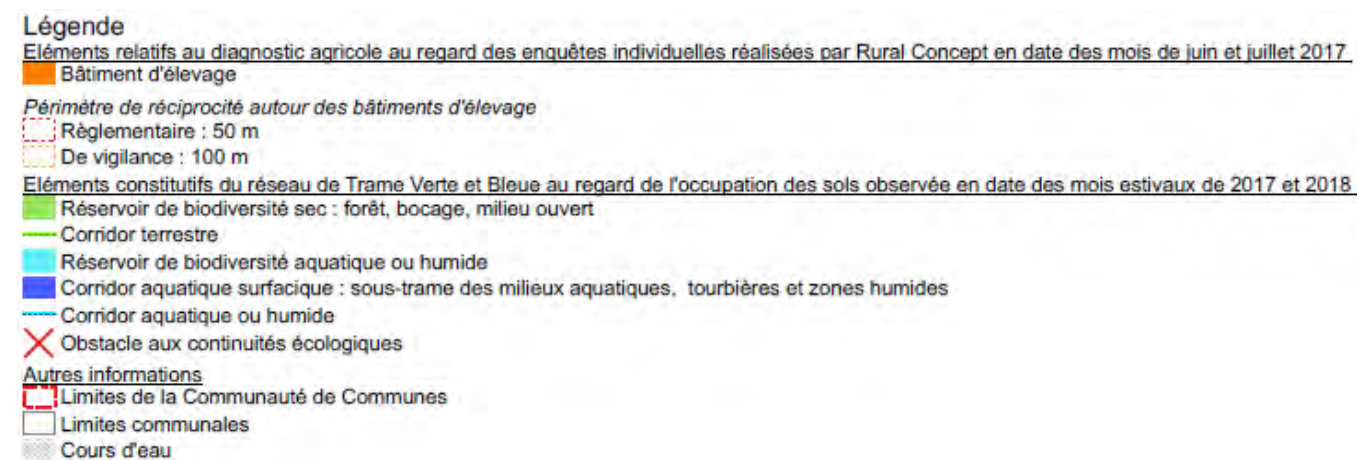 Légende
Eléments relatifs au diagnostic agricole au regard des enquêtes individuelles réalisées par Rural Concept en date des mois de juin et juillet 2017
Bâtiment d'élevage
Périmètre de réciprocité autour des bâtiments d'élevage
Règlementaire : 50 m
De vigilance : 100 m
Eléments constitutifs du réseau de Trame Verte et Bleue au regard de l'occupation des sols observée en date des mois estivaux de 2017 et 2018
Réservoir de biodiversité sec : forêt, bocage, milieu ouvert
Corridor terrestre
Réservoir de biodiversité aquatique ou humide
Corridor aquatique surfacique : sous-trame des milieux aquatiques, tourbières et zones humides
Corridor aquatique ou humide
Obstacle aux continuités écologiques
Autres informations
Limites de la Communauté de Communes
Limites communales
Cours d'eau